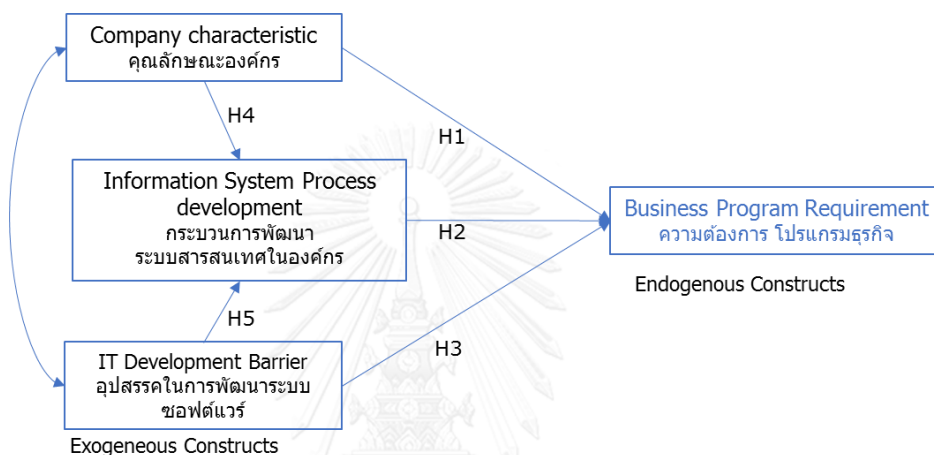 Company characteristic
คุณลักษณะองค์กร
H4
H1
Information System Process
development
กระบวนการพัฒนา
ระบบสารสนเทศในองค์กร
H2
Business Program Requirement
ความต้องการ โปรแกรมธุรกิจ
Endogenous Constructs
H5
H3
IT Development Barrier
อุปสรรคในการพัฒนาระบบ
ซอฟต์แวร์
Exogeneous Constructs